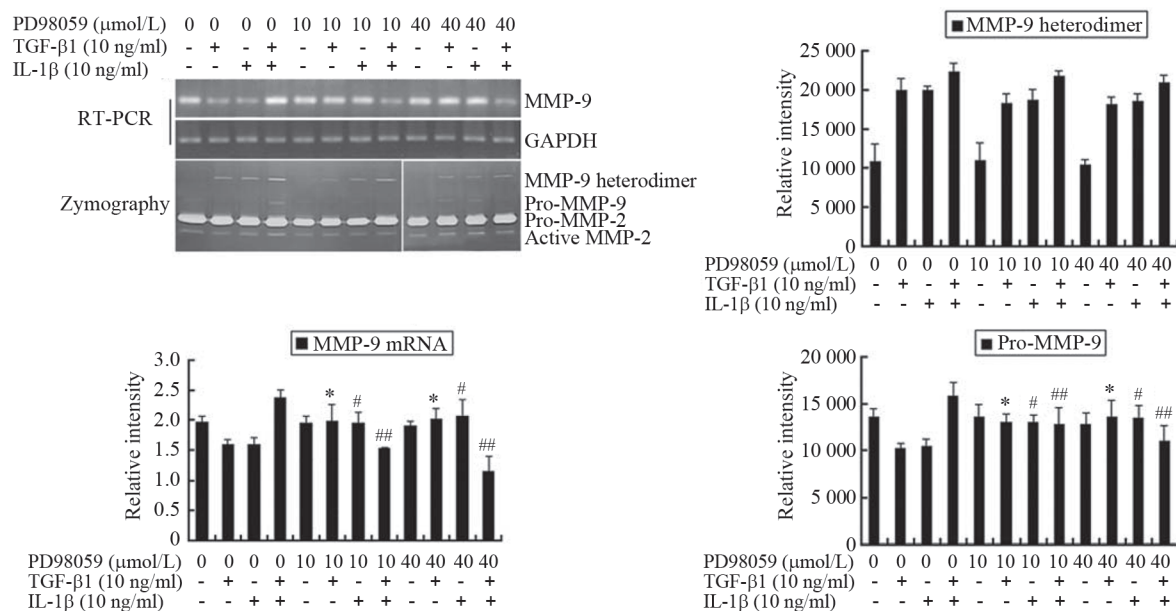 PD98059 (μmol/L) 0 0 0 0 10 10 10 10 40 40 40 40
TGF-β1 (10 ng/ml) - + - + - + - + - + - +
IL-1β (10 ng/ml) - - + + - - + + - - + +
RT-PCR
MMP-9
GAPDH
Zymography
MMP-9 heterodimer
Pro-MMP-9
Pro-MMP-2
Active MMP-2
MMP-9 heterodimer
Relative intensity
25 000
20 000
15 000
10 000
5 000
0
PD98059 (μmol/L) 0 0 0 0 10 10 10 10 40 40 40 40
TGF-β1 (10 ng/ml) - + - + - + - + - + - +
IL-1β (10 ng/ml) - - + + - - + + - - + +
MMP-9 mRNA
Relative intensity
3.0
2.5
2.0
1.5
1.0
0.5
0
* # ## * # ##
PD98059 (μmol/L) 0 0 0 0 10 10 10 10 40 40 40 40
TGF-β1 (10 ng/ml) - + - + - + - + - + - +
IL-1β (10 ng/ml) - - + + - - + + - - + +
Pro-MMP-9
Relative intensity
20 000
15 000
10 000
5 000
0
* # ## * # ##
PD98059 (μmol/L) 0 0 0 0 10 10 10 10 40 40 40 40
TGF-β1 (10 ng/ml) - + - + - + - + - + - +
IL-1β (10 ng/ml) - - + + - - + + - - + +